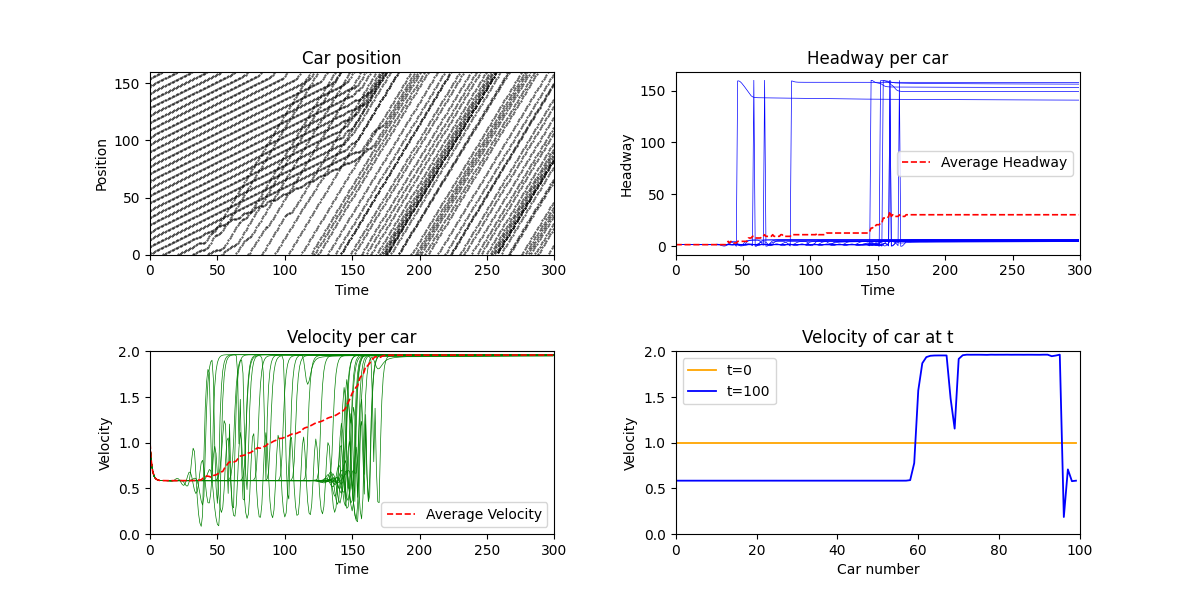 Car position
Position
150
100
50
0
0 50 100 150 200 250 300
Time
Headway per car
Headway
150
100
50
0
Average Headway
0 50 100 150 200 250 300
Time
Velocity per car
Velocity
2.0
1.5
1.0
0.5
0.0
Average Velocity
0 50 100 150 200 250 300
Time
Velocity of car at t
Velocity
2.0
1.5
1.0
0.5
0.0
t=0
t=100
0 20 40 60 80 100
Car number